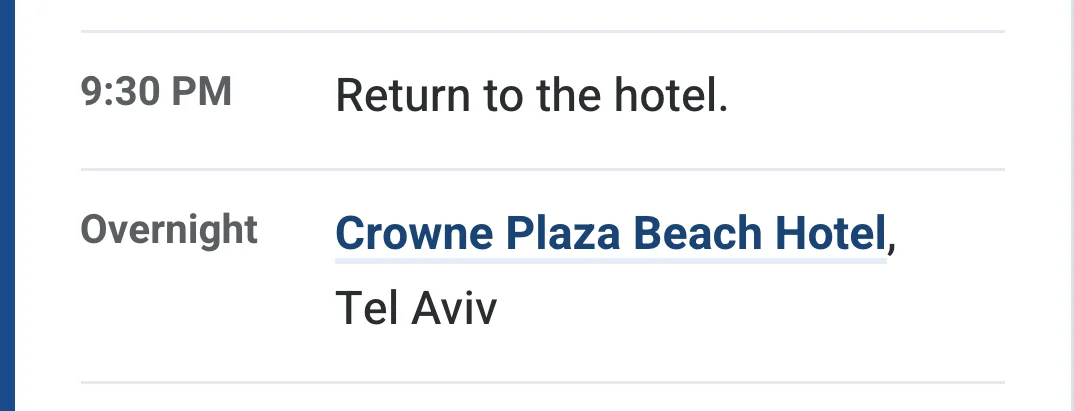 9:30 PM Return to the hotel.
Overnight Crowne Plaza Beach Hotel,
Tel Aviv